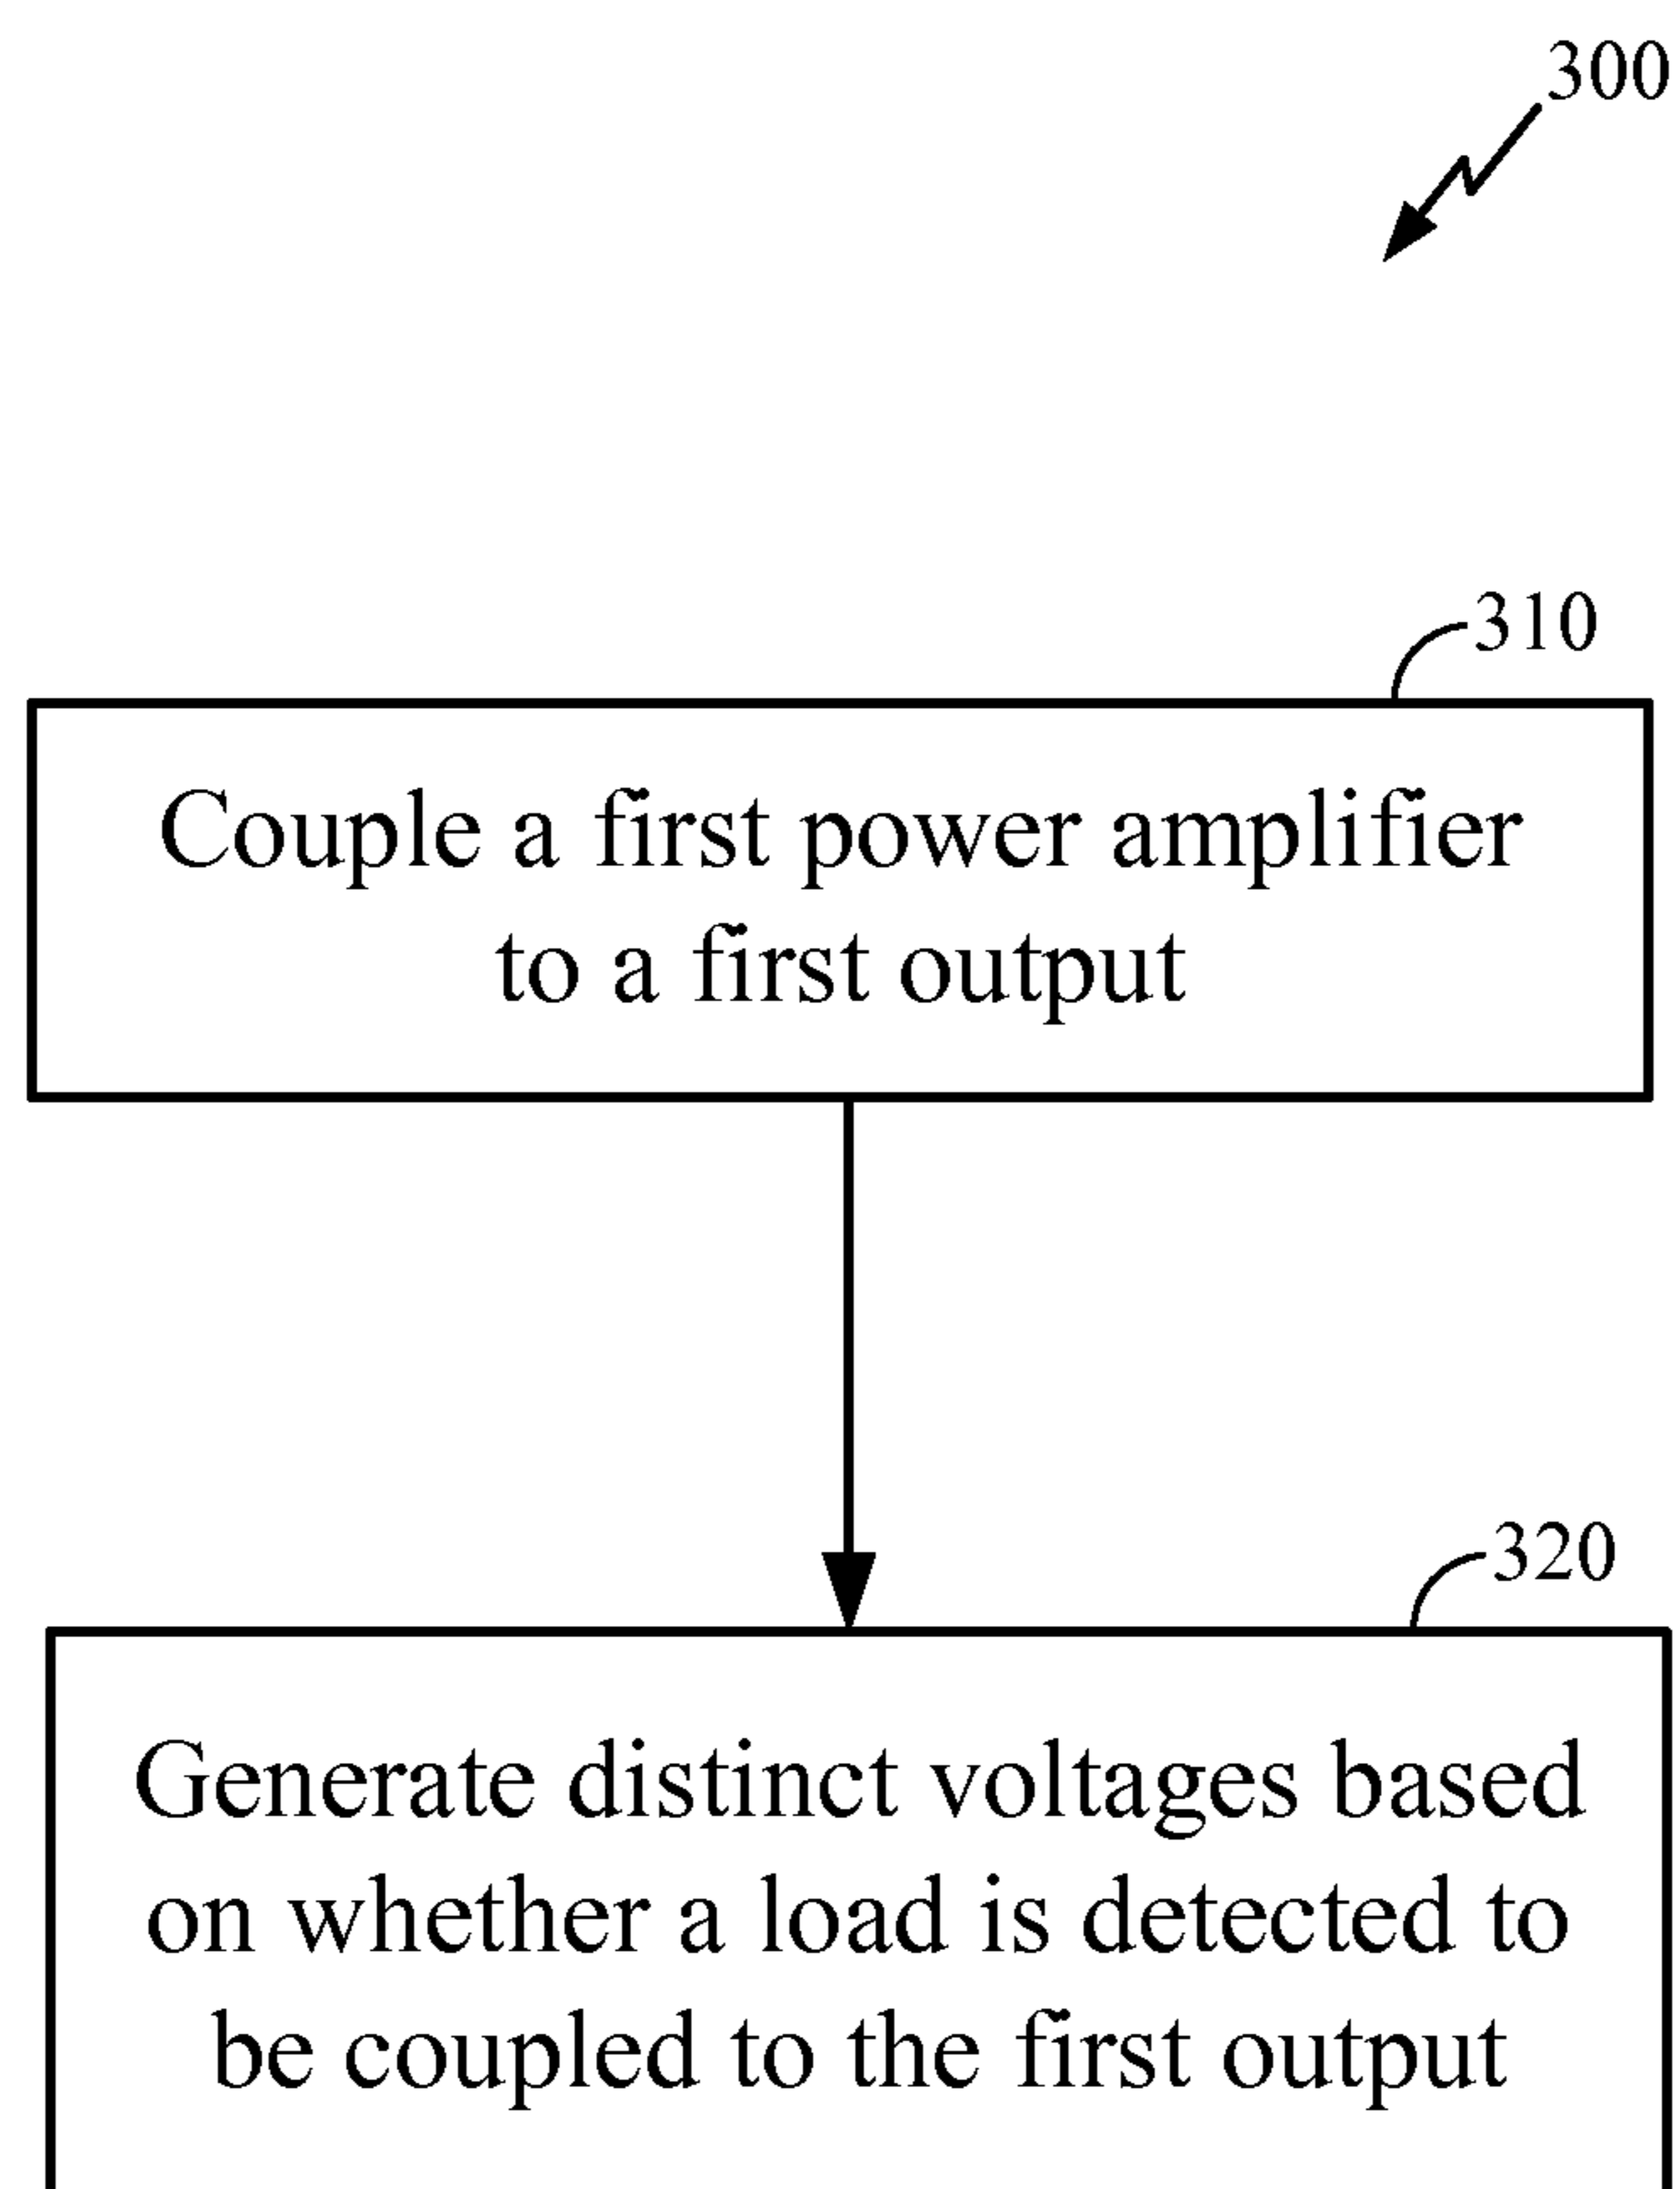 300
310
Couple a first power amplifier
to a first output
320
Generate distinct voltages based
on whether a load is detected to
be coupled to the first output